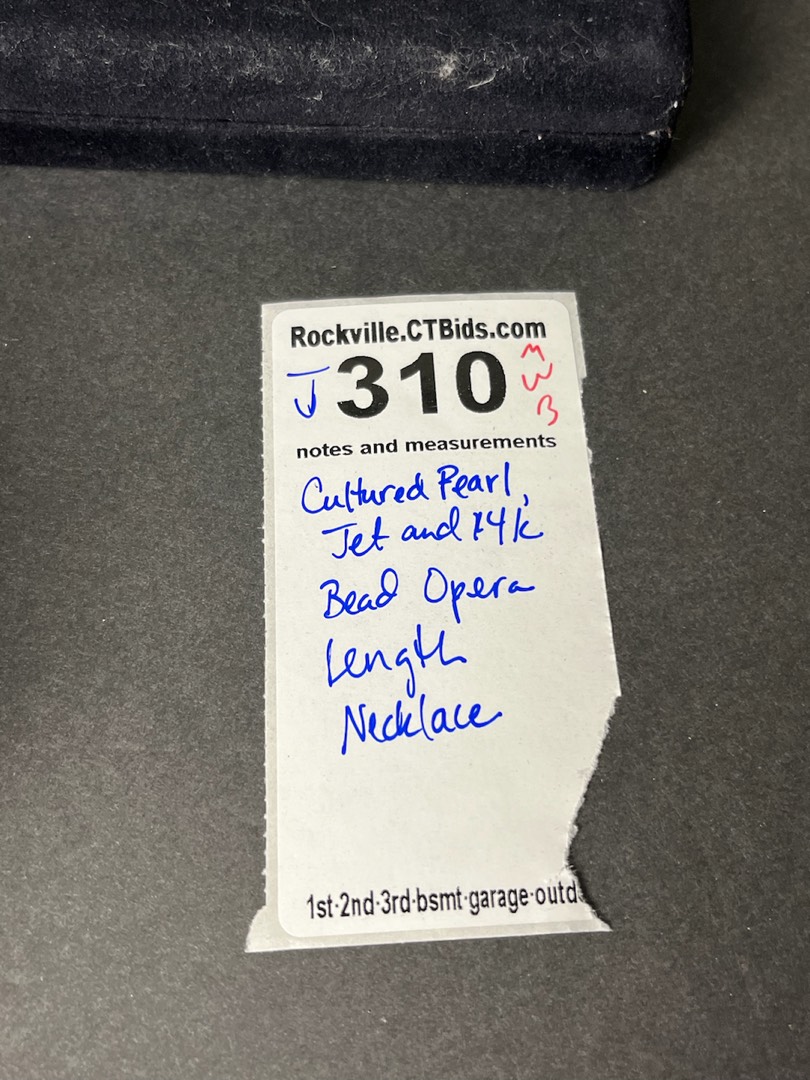 Rockville.CTBids.com
J 310 MWB
notes and measurements
Cultured Pearl,
Jet and 14k
Bead Opera
Length
Necklace
1st·2nd·3rd·bsmt·garage·outd